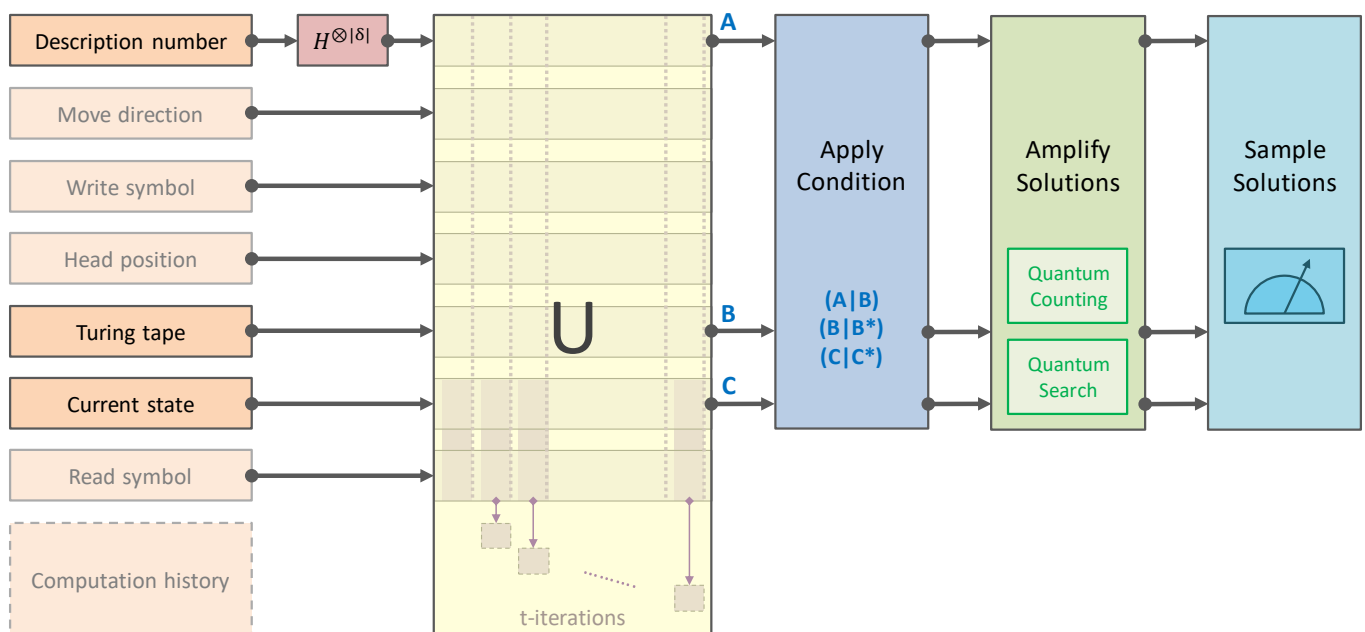 Description number
H⊗|δ|
A
Move direction
Write symbol
Head position
Turing tape
Current state
Read symbol
Computation history
U
B
C
t-iterations
Apply
Condition
(A|B)
(B|B*)
(C|C*)
Amplify
Solutions
Quantum
Counting
Quantum
Search
Sample
Solutions